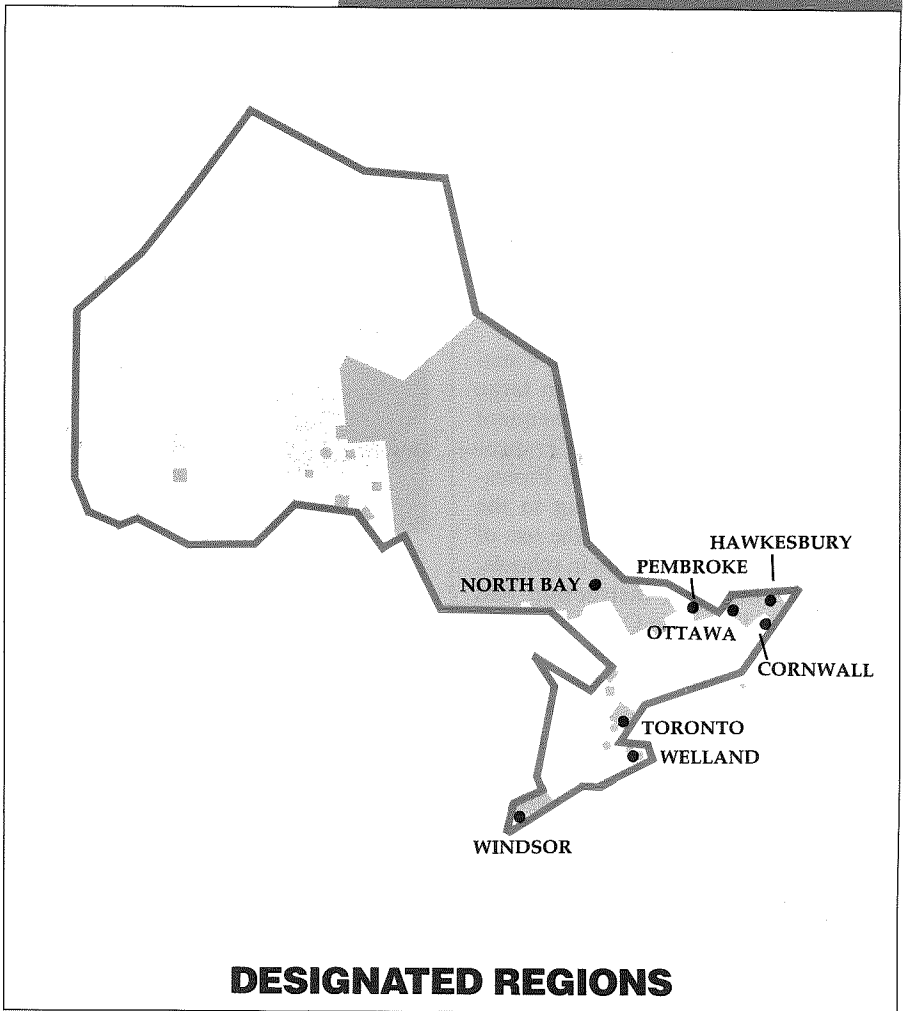 HAWKESBURY
PEMBROKE
NORTH BAY
OTTAWA
CORNWALL
TORONTO
WELLAND
WINDSOR
DESIGNATED REGIONS